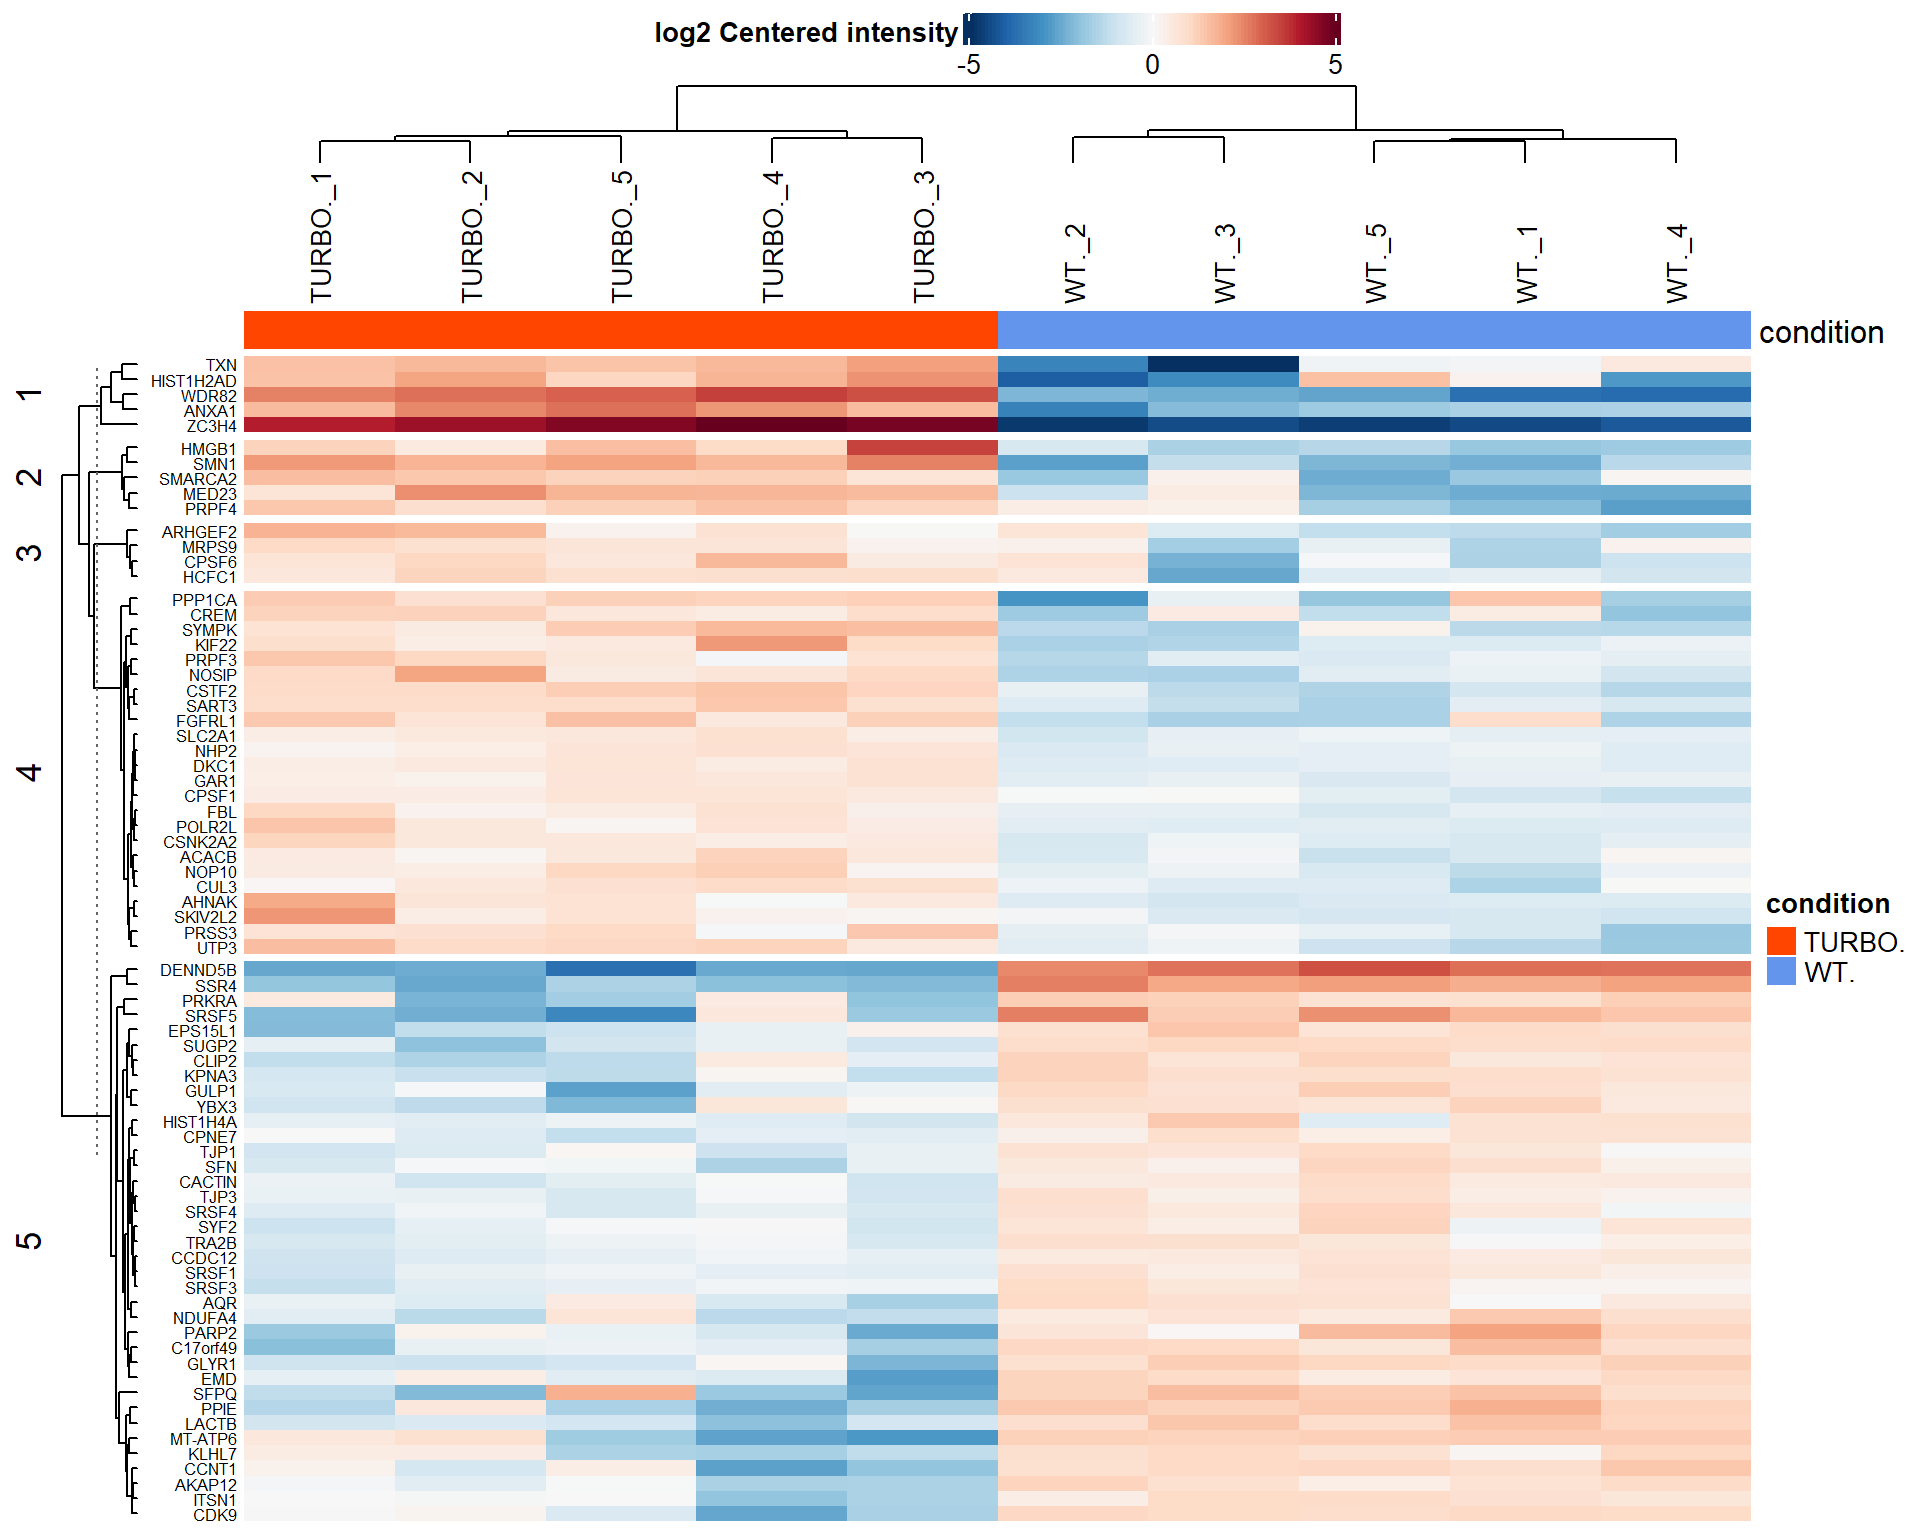 log2 Centered intensity
-5 0 5
TURBO._1
TURBO._2
TURBO._5
TURBO._4
TURBO._3
WT._2
WT._3
WT._5
WT._1
WT._4
condition
1
TXN
HIST1H2AD
WDR82
ANXA1
ZC3H4
2
HMGB1
SMN1
SMARCA2
MED23
PRPF4
3
ARHGEF2
MRPS9
CPSF6
HCFC1
4
PPP1CA
CREM
SYMPK
KIF22
PRPF3
NOSIP
CSTF2
SART3
FGFRL1
SLC2A1
NHP2
DKC1
GAR1
CPSF1
FBL
POLR2L
CSNK2A2
ACACB
NOP10
CUL3
AHNAK
SKIV2L2
PRSS3
UTP3
5
DENND5B
SSR4
PRKRA
SRSF5
EPS15L1
SUGP2
CLIP2
KPNA3
GULP1
YBX3
HIST1H4A
CPNE7
TJP1
SFN
CACTIN
TJP3
SRSF4
SYF2
TRA2B
CCDC12
SRSF1
SRSF3
AQR
NDUFA4
PARP2
C17orf49
GLYR1
EMD
SFPQ
PPIE
LACTB
MT-ATP6
KLHL7
CCNT1
AKAP12
ITSN1
CDK9
condition
TURBO.
WT.